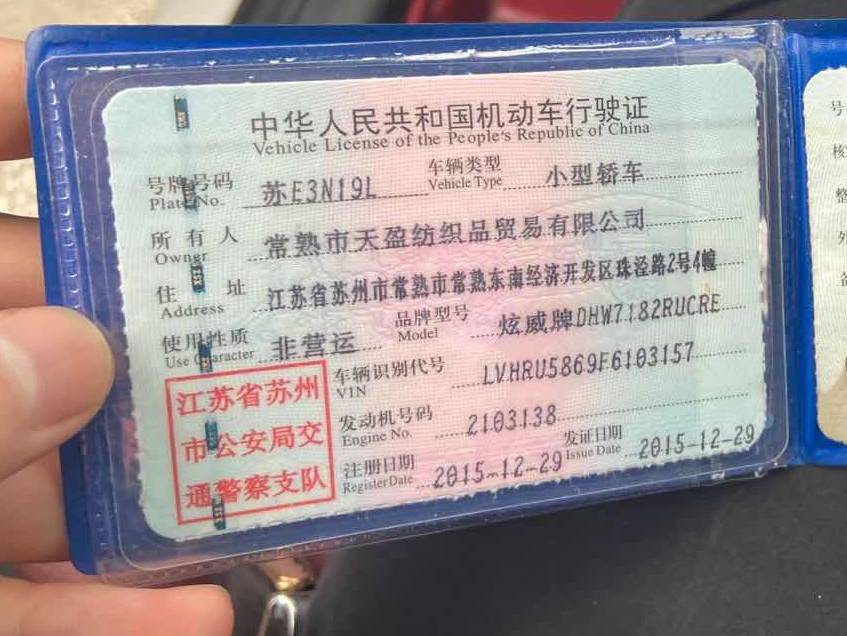 中华人民共和国机动车行驶证
Vehicle License of the People's Republic of China
号牌号码 苏E3N19L 车辆类型 小型轿车
Plate No. Vehicle Type
所有人 常熟市天盈纺织品贸易有限公司
Owner
住址 江苏省苏州市常熟市常熟东南经济开发区珠泾路2号4幢
Address
使用性质 非营运 品牌型号 炫威牌DHW7182RUCRE
Use Character Model
车辆识别代号 LVHRU5869F6103157
VIN
发动机号码 2103138
Engine No.
注册日期 2015-12-29 发证日期 2015-12-29
Register Date Issue Date
江苏省苏州
市公安局交
通警察支队
号
核
整
外